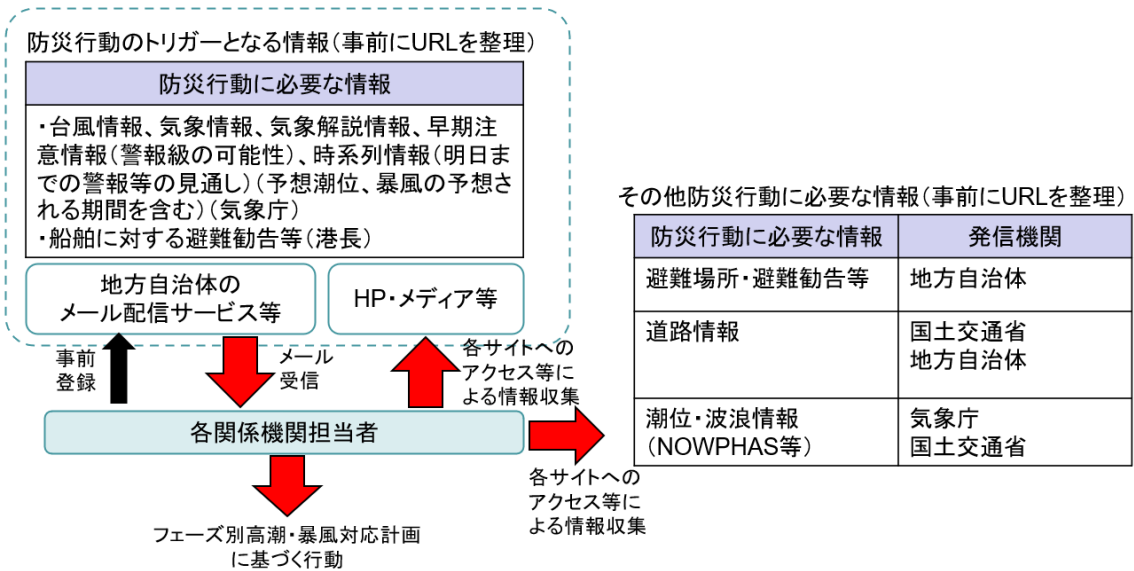 防災行動のトリガーとなる情報(事前にURLを整理)
防災行動に必要な情報
・台風情報、気象情報、気象解説情報、早期注
意情報(警報級の可能性)、時系列情報(明日ま
での警報等の見通し)(予想潮位、暴風の予想さ
れる期間を含む)(気象庁)
・船舶に対する避難勧告等(港長)
地方自治体の
メール配信サービス等
HP・メディア等
事前
登録
メール
受信
各サイトへの
アクセス等に
よる情報収集
各関係機関担当者
各サイトへの
アクセス等に
よる情報収集
フェーズ別高潮・暴風対応計画
に基づく行動
その他防災行動に必要な情報(事前にURLを整理)
防災行動に必要な情報
発信機関
避難場所・避難勧告等
地方自治体
道路情報
国土交通省
地方自治体
潮位・波浪情報
(NOWPHAS等)
気象庁
国土交通省